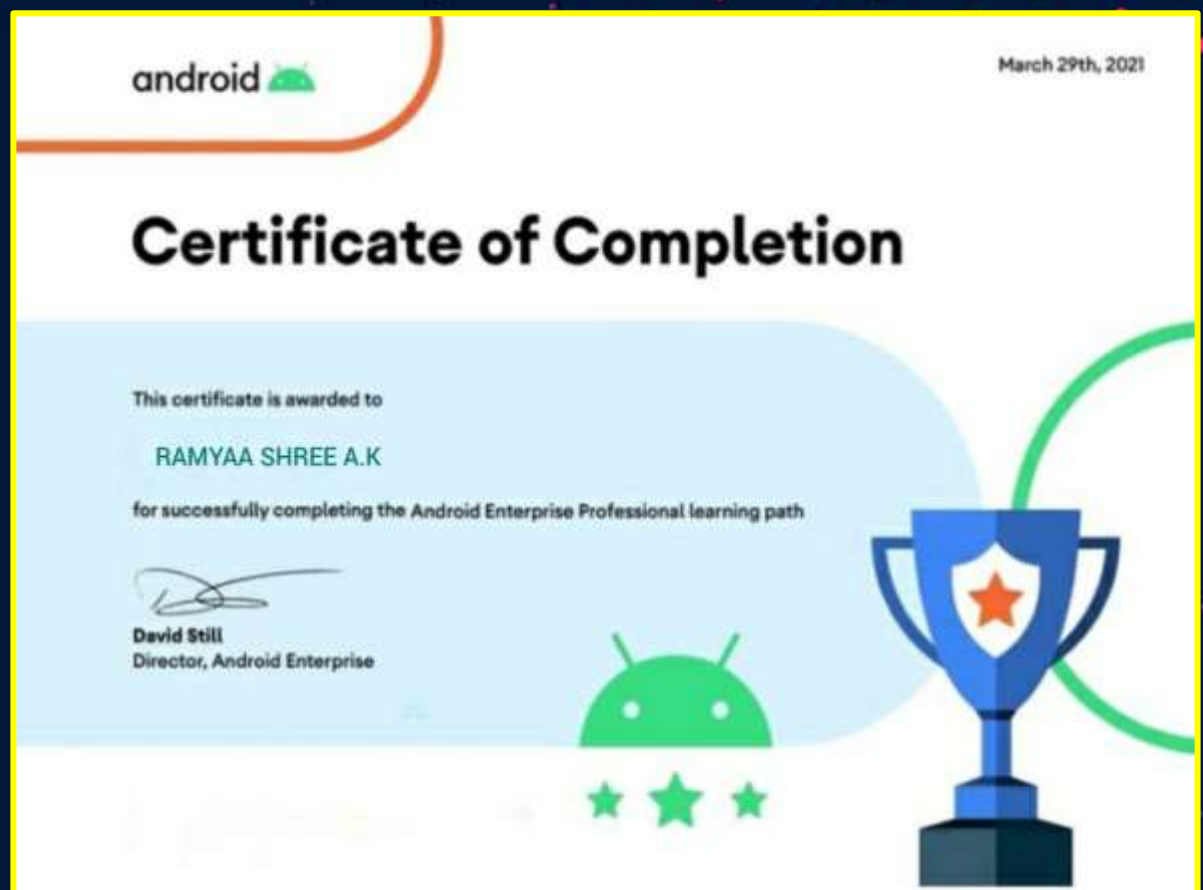 android
March 29th, 2021
Certificate of Completion
This certificate is awarded to
RAMYAA SHREE A.K
for successfully completing the Android Enterprise Professional learning path
David Still
Director, Android Enterprise